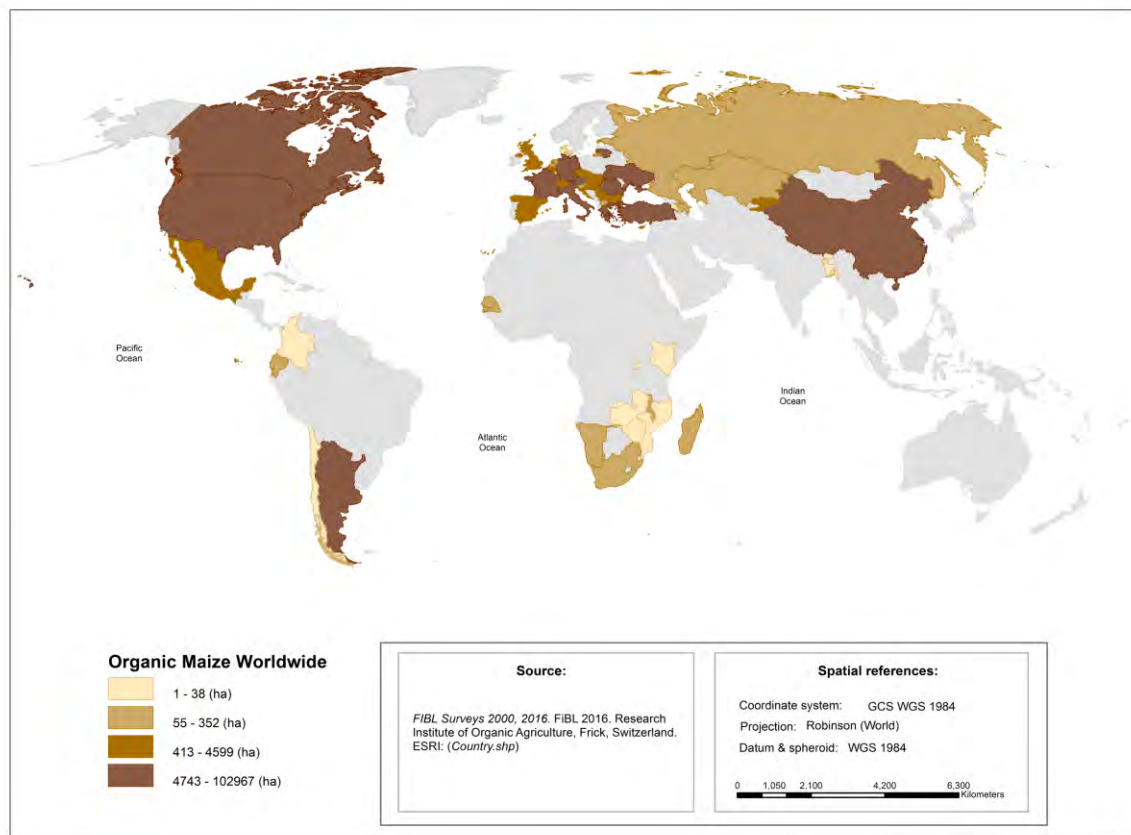 Pacific
Ocean
Atlantic
Ocean
Indian
Ocean
Organic Maize Worldwide
1 - 38 (ha)
55 - 352 (ha)
413 - 4599 (ha)
4743 - 102967 (ha)
Source:
FIBL Surveys 2000, 2016. FiBL 2016. Research
Institute of Organic Agriculture, Frick, Switzerland.
ESRI: (Country.shp)
Spatial references:
Coordinate system: GCS WGS 1984
Projection: Robinson (World)
Datum & spheroid: WGS 1984
0 1,050 2,100 4,200 6,300
Kilometers